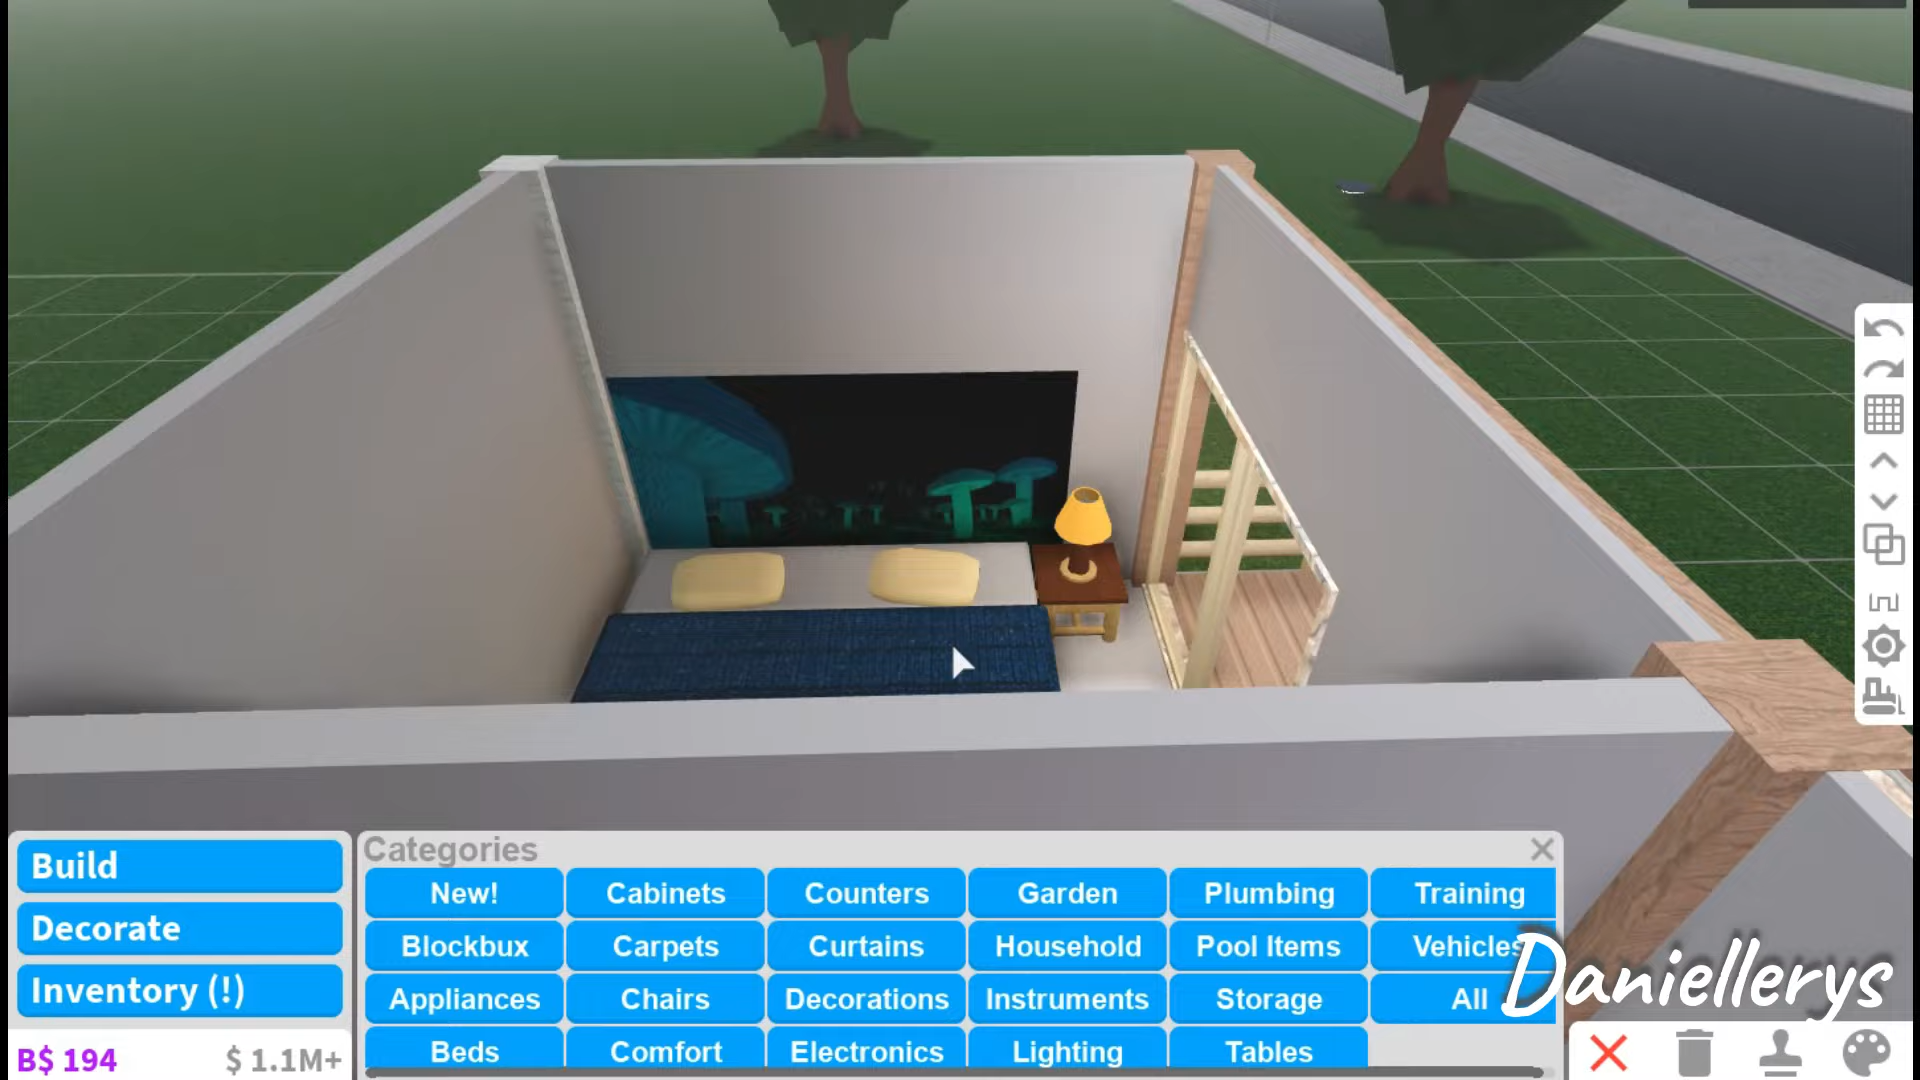 Build
Decorate
Inventory (!)
B$ 194
$ 1.1M+
Categories
New! Cabinets Counters Garden Plumbing Training
Blockbux Carpets Curtains Household Pool Items Vehicles
Appliances Chairs Decorations Instruments Storage All
Beds Comfort Electronics Lighting Tables
Daniellerys